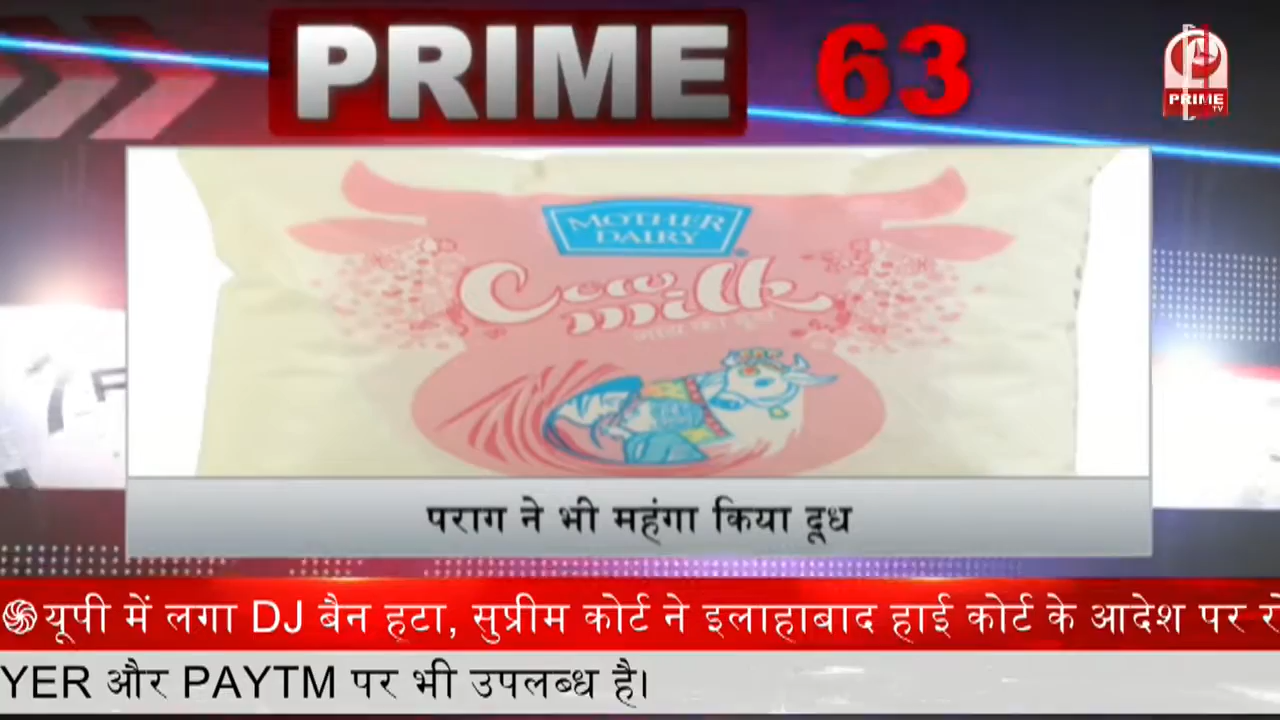 PRIME 63
PRIME
TV
MOTHER
DAIRY
Cow
milk
पराग ने भी महंगा किया दूध
यूपी में लगा DJ बैन हटा, सुप्रीम कोर्ट ने इलाहाबाद हाई कोर्ट के आदेश पर
YER और PAYTM पर भी उपलब्ध है।